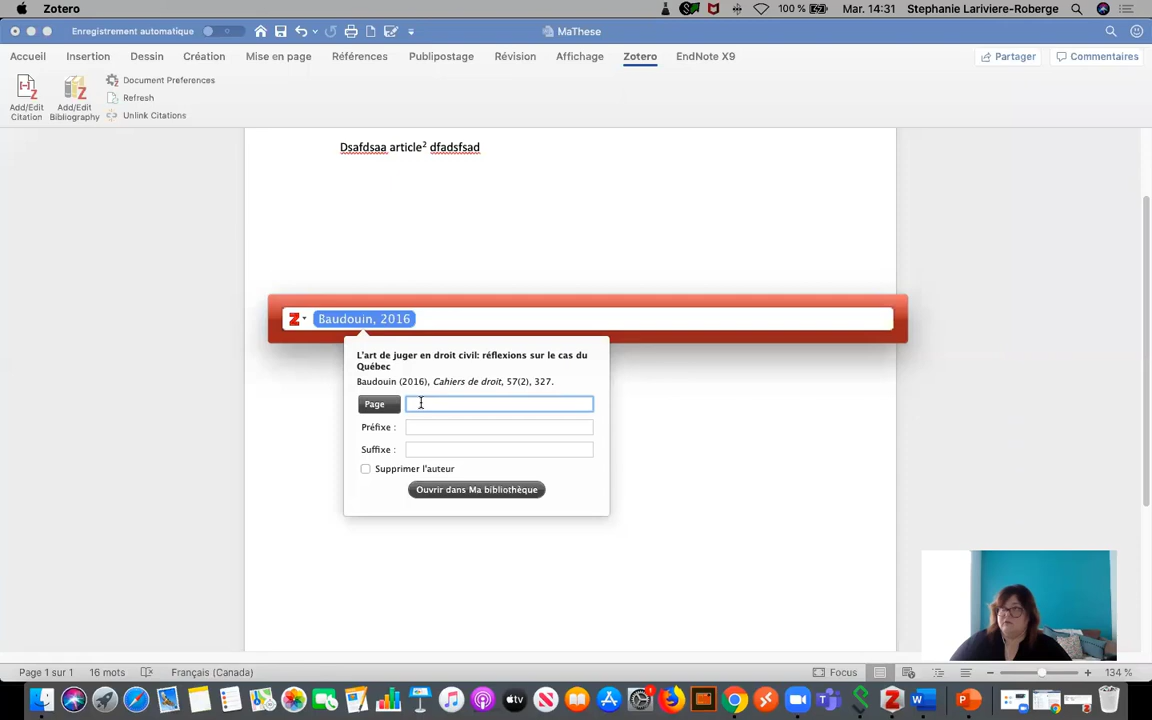 Zotero
100 %
Mar. 14:31
Stephanie Lariviere-Roberge
Enregistrement automatique
MaThese
Accueil
Insertion
Dessin
Création
Mise en page
Références
Publipostage
Révision
Affichage
Zotero
EndNote X9
Partager
Commentaires
Add/Edit
Citation
Add/Edit
Bibliography
Document Preferences
Refresh
Unlink Citations
Dsafdsaa article² dfadsfsad
Z
Baudouin, 2016
L'art de juger en droit civil: réflexions sur le cas du
Québec
Baudouin (2016), Cahiers de droit, 57(2), 327.
Page
Préfixe :
Suffixe :
Supprimer l'auteur
Ouvrir dans Ma bibliothèque
Page 1 sur 1
16 mots
Français (Canada)
Focus
134 %